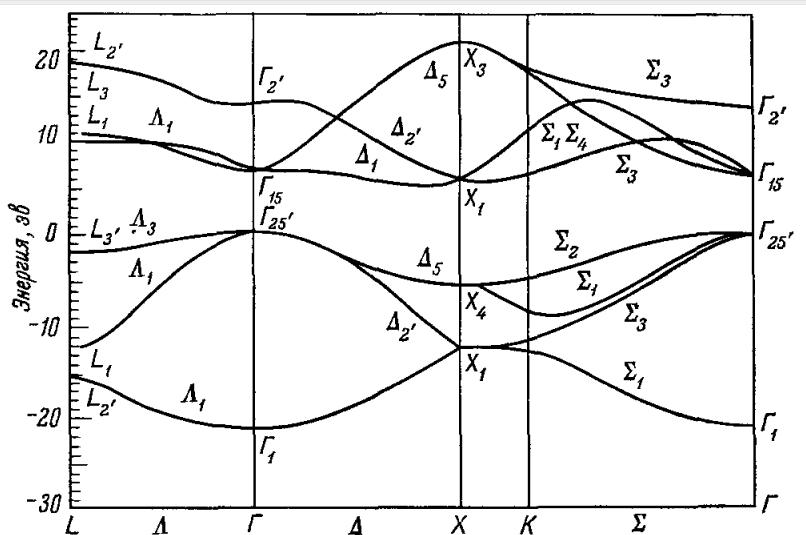 Энергия, эв
20
10
0
-10
-20
-30
L₂′
L₃
L₁
Λ₁
Γ₂′
Δ₅
X₃
Σ₃
Γ₂′
Δ₂′
Δ₁
Σ₁ Σ₄
Σ₃
Γ₁₅
X₁
Γ₁₅
L₃′
Λ₃
Γ₂₅′
Λ₁
Δ₅
Σ₂
Γ₂₅′
X₄
Σ₁
Δ₂′
Σ₃
L₁
X₁
L₂′
Λ₁
Σ₁
Γ₁
Γ₁
Γ
L Λ Γ Δ X K Σ